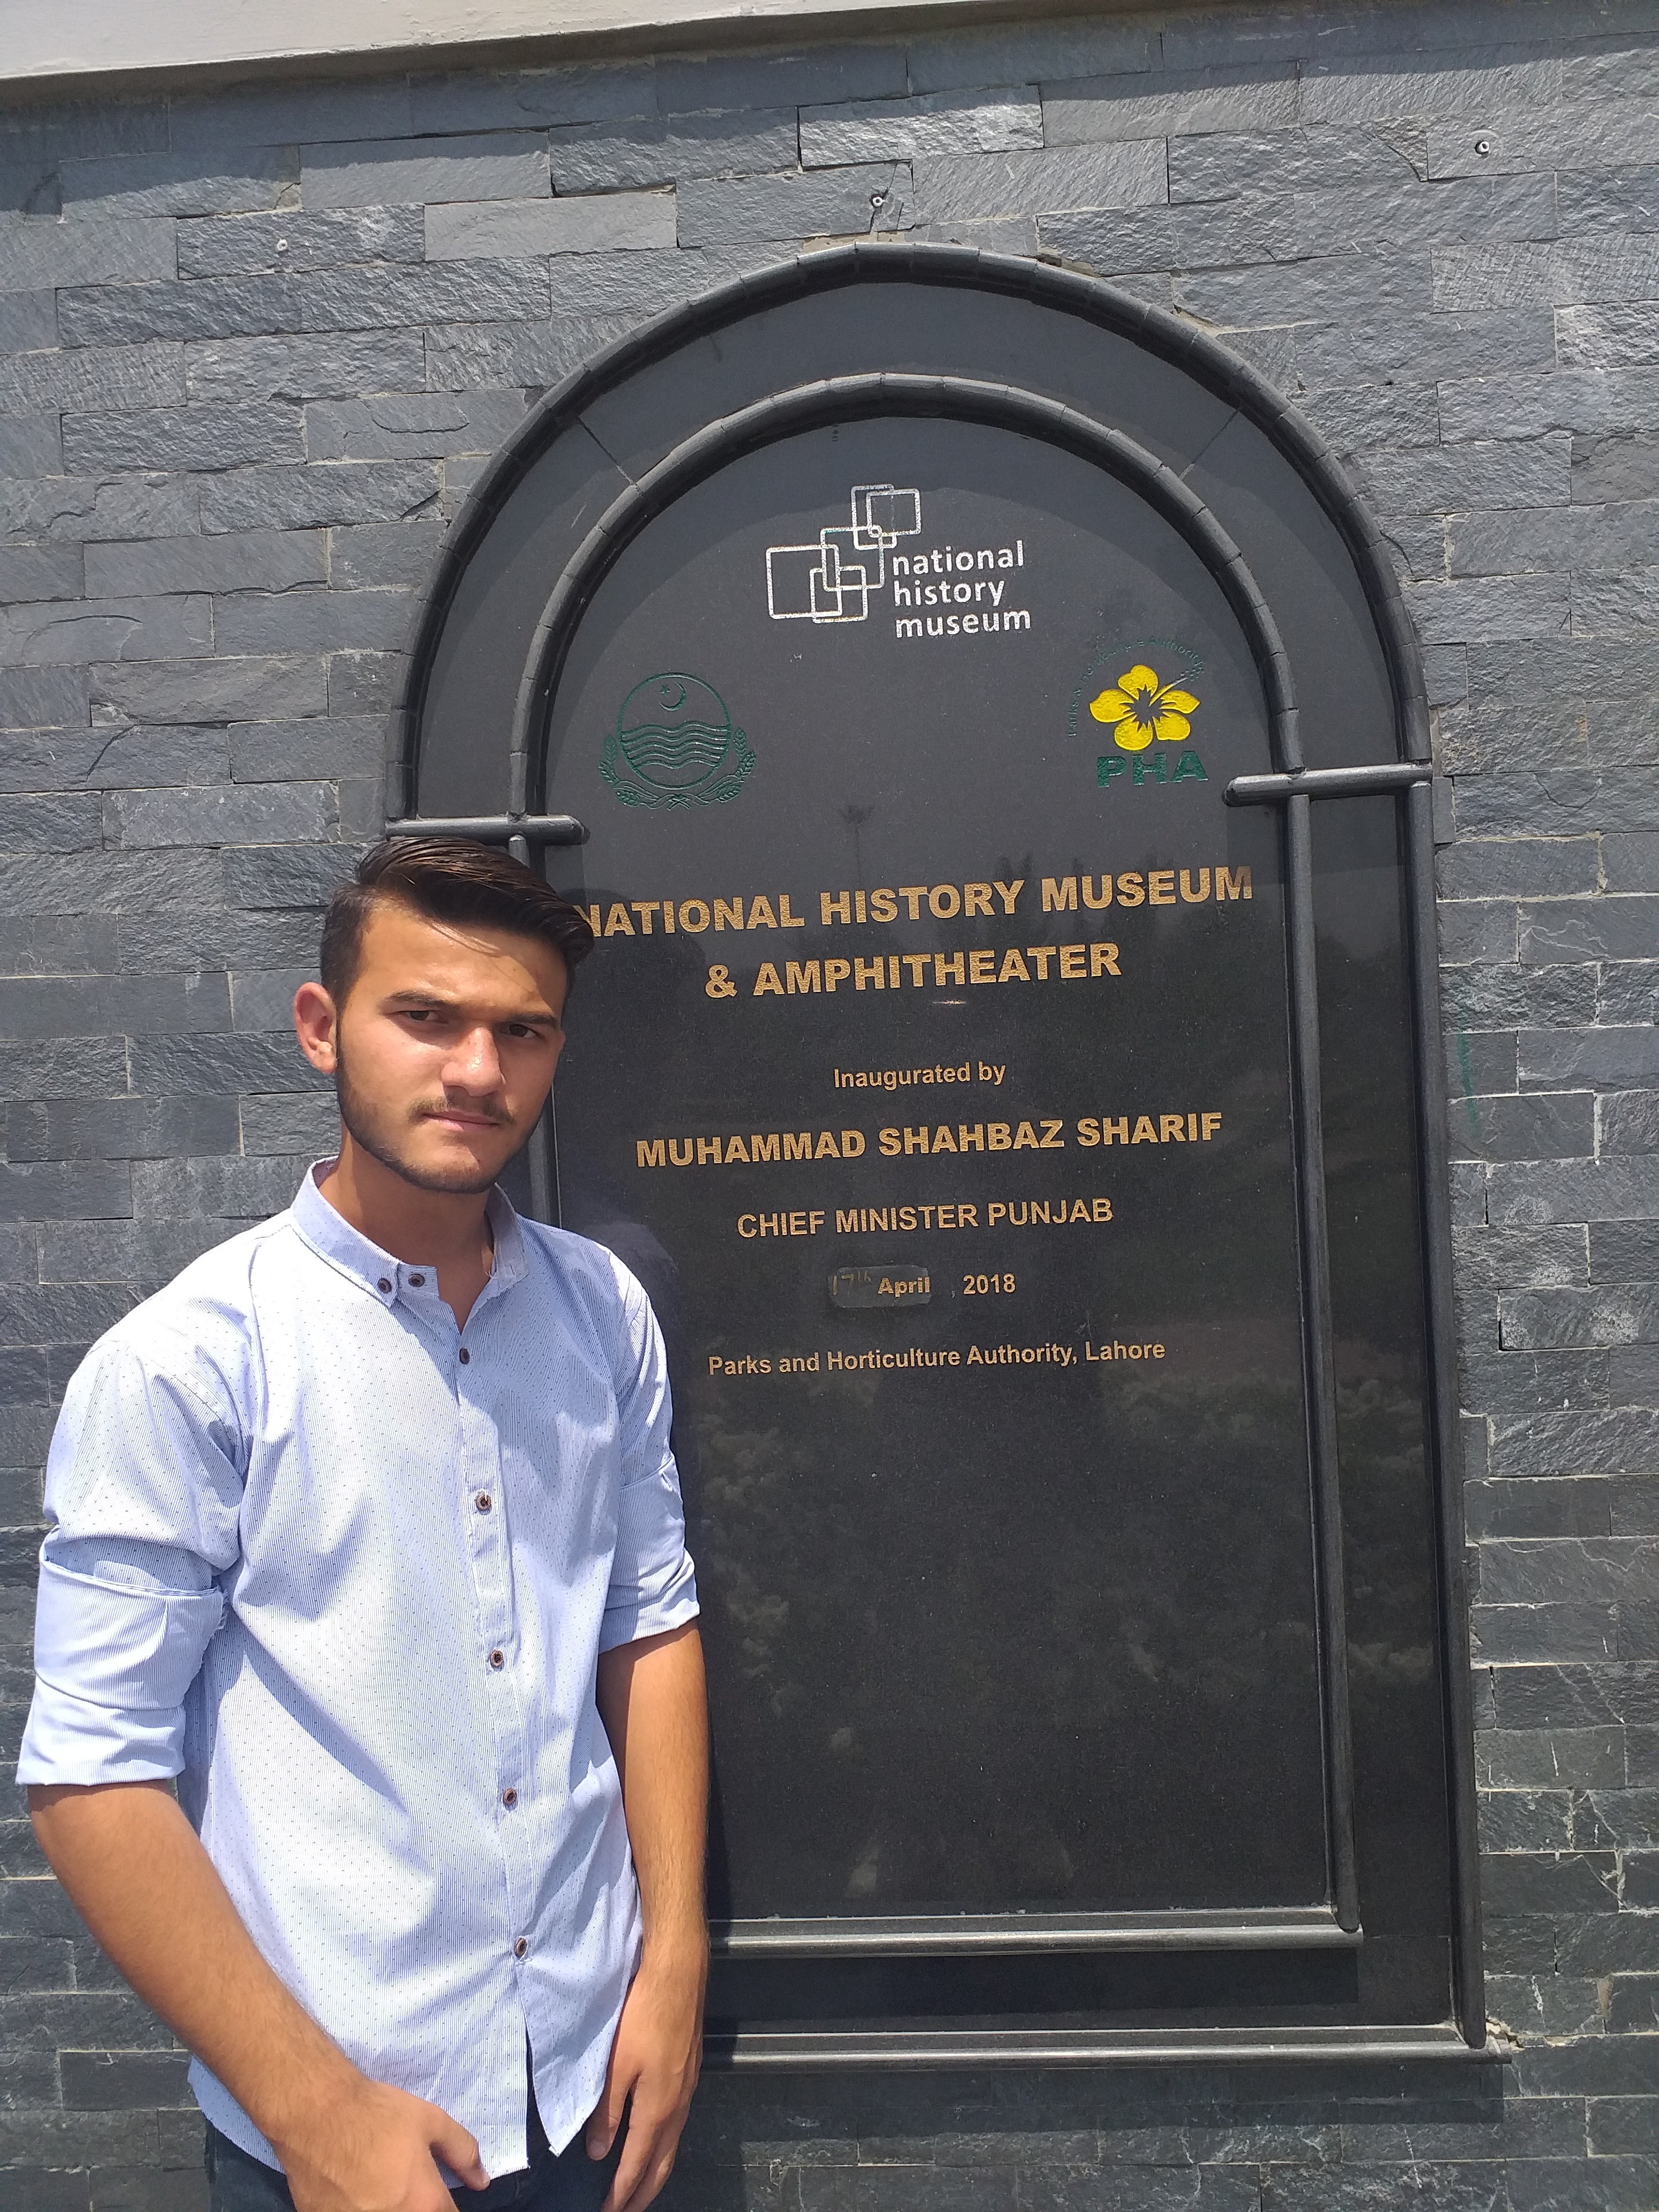 national
history
museum
PHA
NATIONAL HISTORY MUSEUM
& AMPHITHEATER
Inaugurated by
MUHAMMAD SHAHBAZ SHARIF
CHIEF MINISTER PUNJAB
17th April , 2018
Parks and Horticulture Authority, Lahore